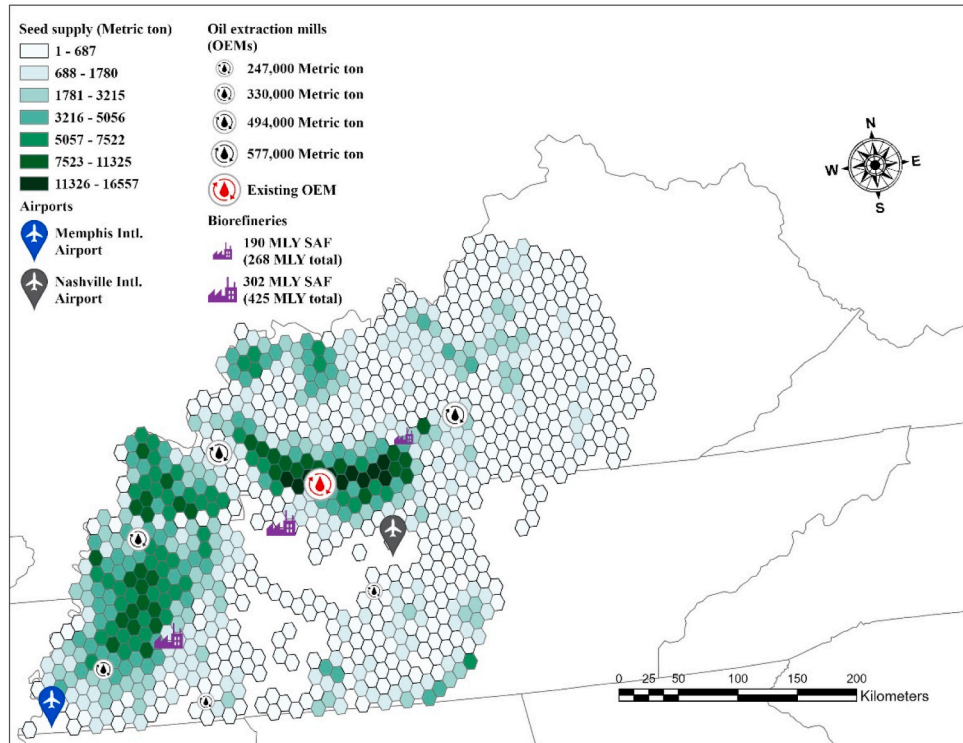 Seed supply (Metric ton)
1 - 687
688 - 1780
1781 - 3215
3216 - 5056
5057 - 7522
7523 - 11325
11326 - 16557
Airports
Memphis Intl.
Airport
Nashville Intl.
Airport
Oil extraction mills
(OEMs)
247,000 Metric ton
330,000 Metric ton
494,000 Metric ton
577,000 Metric ton
Existing OEM
Biorefineries
190 MLY SAF
(268 MLY total)
302 MLY SAF
(425 MLY total)
N
W
E
S
0 25 50 100 150 200
Kilometers